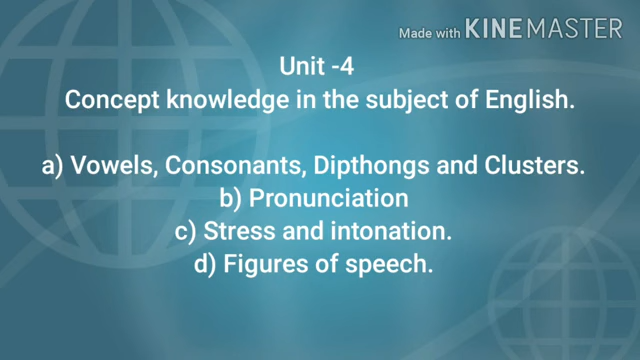 Made with KINEMASTER
Unit -4
Concept knowledge in the subject of English.
a) Vowels, Consonants, Dipthongs and Clusters.
b) Pronunciation
c) Stress and intonation.
d) Figures of speech.